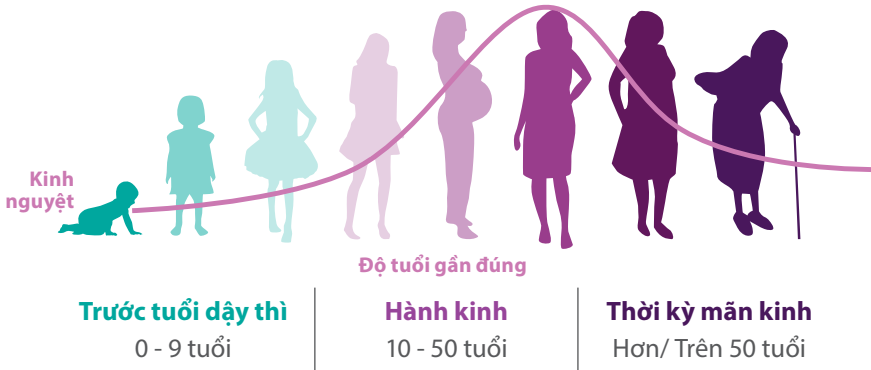 Kinh
nguyệt
Độ tuổi gần đúng
Trước tuổi dậy thì
0 - 9 tuổi
Hành kinh
10 - 50 tuổi
Thời kỳ mãn kinh
Hơn/ Trên 50 tuổi